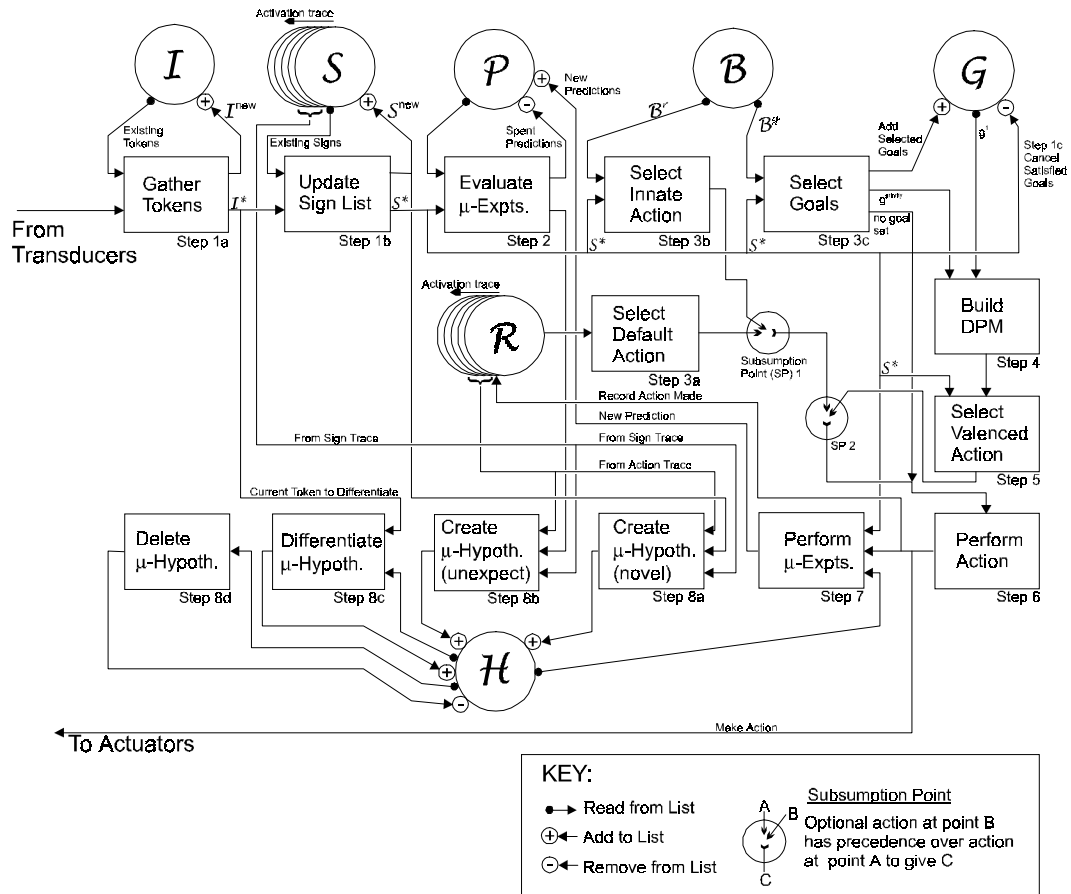 Activation trace
I
S
P
B
G
I^new
S^new
New
Predictions
B^r
B^g
Existing
Tokens
Existing Signs
Spent
Predictions
Add
Selected
Goals
g^1
Step 1c
Cancel
Satisfied
Goals
Gather
Tokens
Step 1a
I*
Update
Sign List
Step 1b
S*
Evaluate
μ-Expts.
Step 2
Select
Innate
Action
Step 3b
S*
Select
Goals
Step 3c
S*
no goal
set
From
Transducers
Activation trace
R
Select
Default
Action
Step 3a
Subsumption
Point (SP) 1
Build
DPM
Step 4
S*
Record Action Made
New Prediction
SP 2
Select
Valenced
Action
Step 5
From Sign Trace
From Sign Trace
From Action Trace
Current Token to Differentiate
Delete
μ-Hypoth.
Step 8d
Differentiate
μ-Hypoth.
Step 8c
Create
μ-Hypoth.
(unexpect)
Step 8b
Create
μ-Hypoth.
(novel)
Step 8a
Perform
μ-Expts.
Step 7
Perform
Action
Step 6
H
Make Action
To Actuators
KEY:
Read from List
Add to List
Remove from List
Subsumption Point
A
B
C
Optional action at point B
has precedence over action
at point A to give C